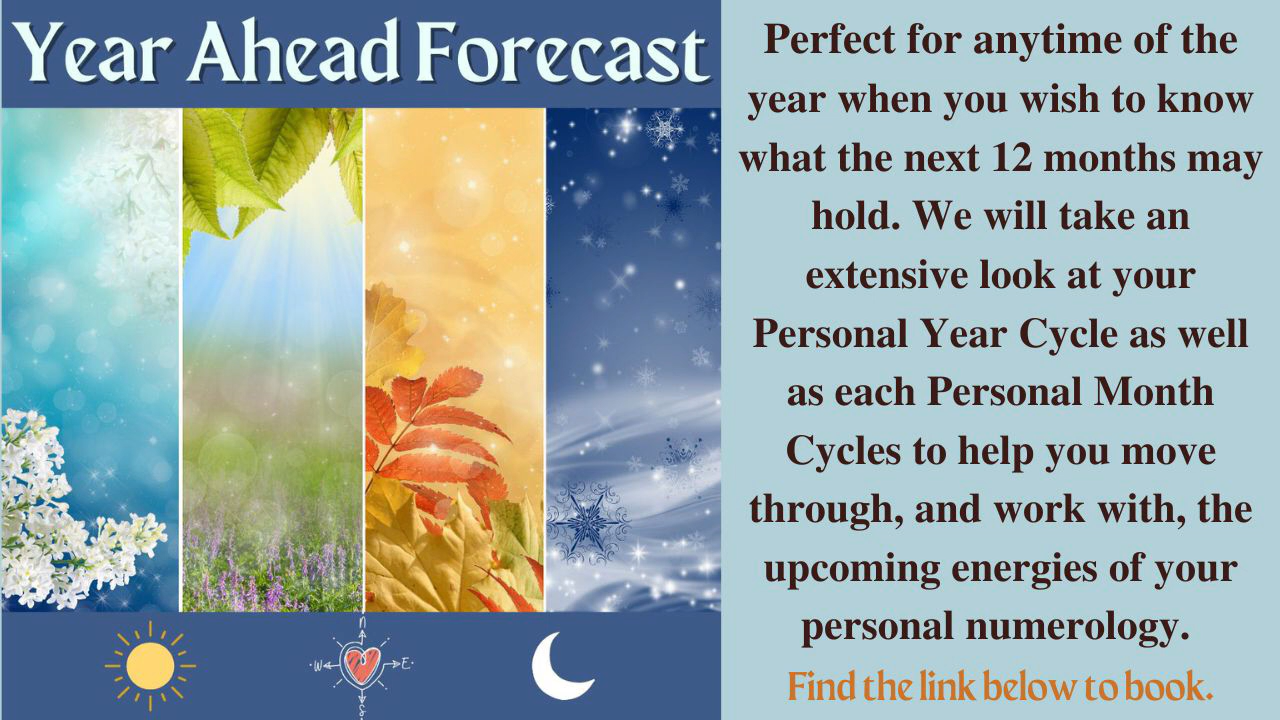 Year Ahead Forecast
Perfect for anytime of the
year when you wish to know
what the next 12 months may
hold. We will take an
extensive look at your
Personal Year Cycle as well
as each Personal Month
Cycles to help you move
through, and work with, the
upcoming energies of your
personal numerology.
Find the link below to book.
n
W E
S